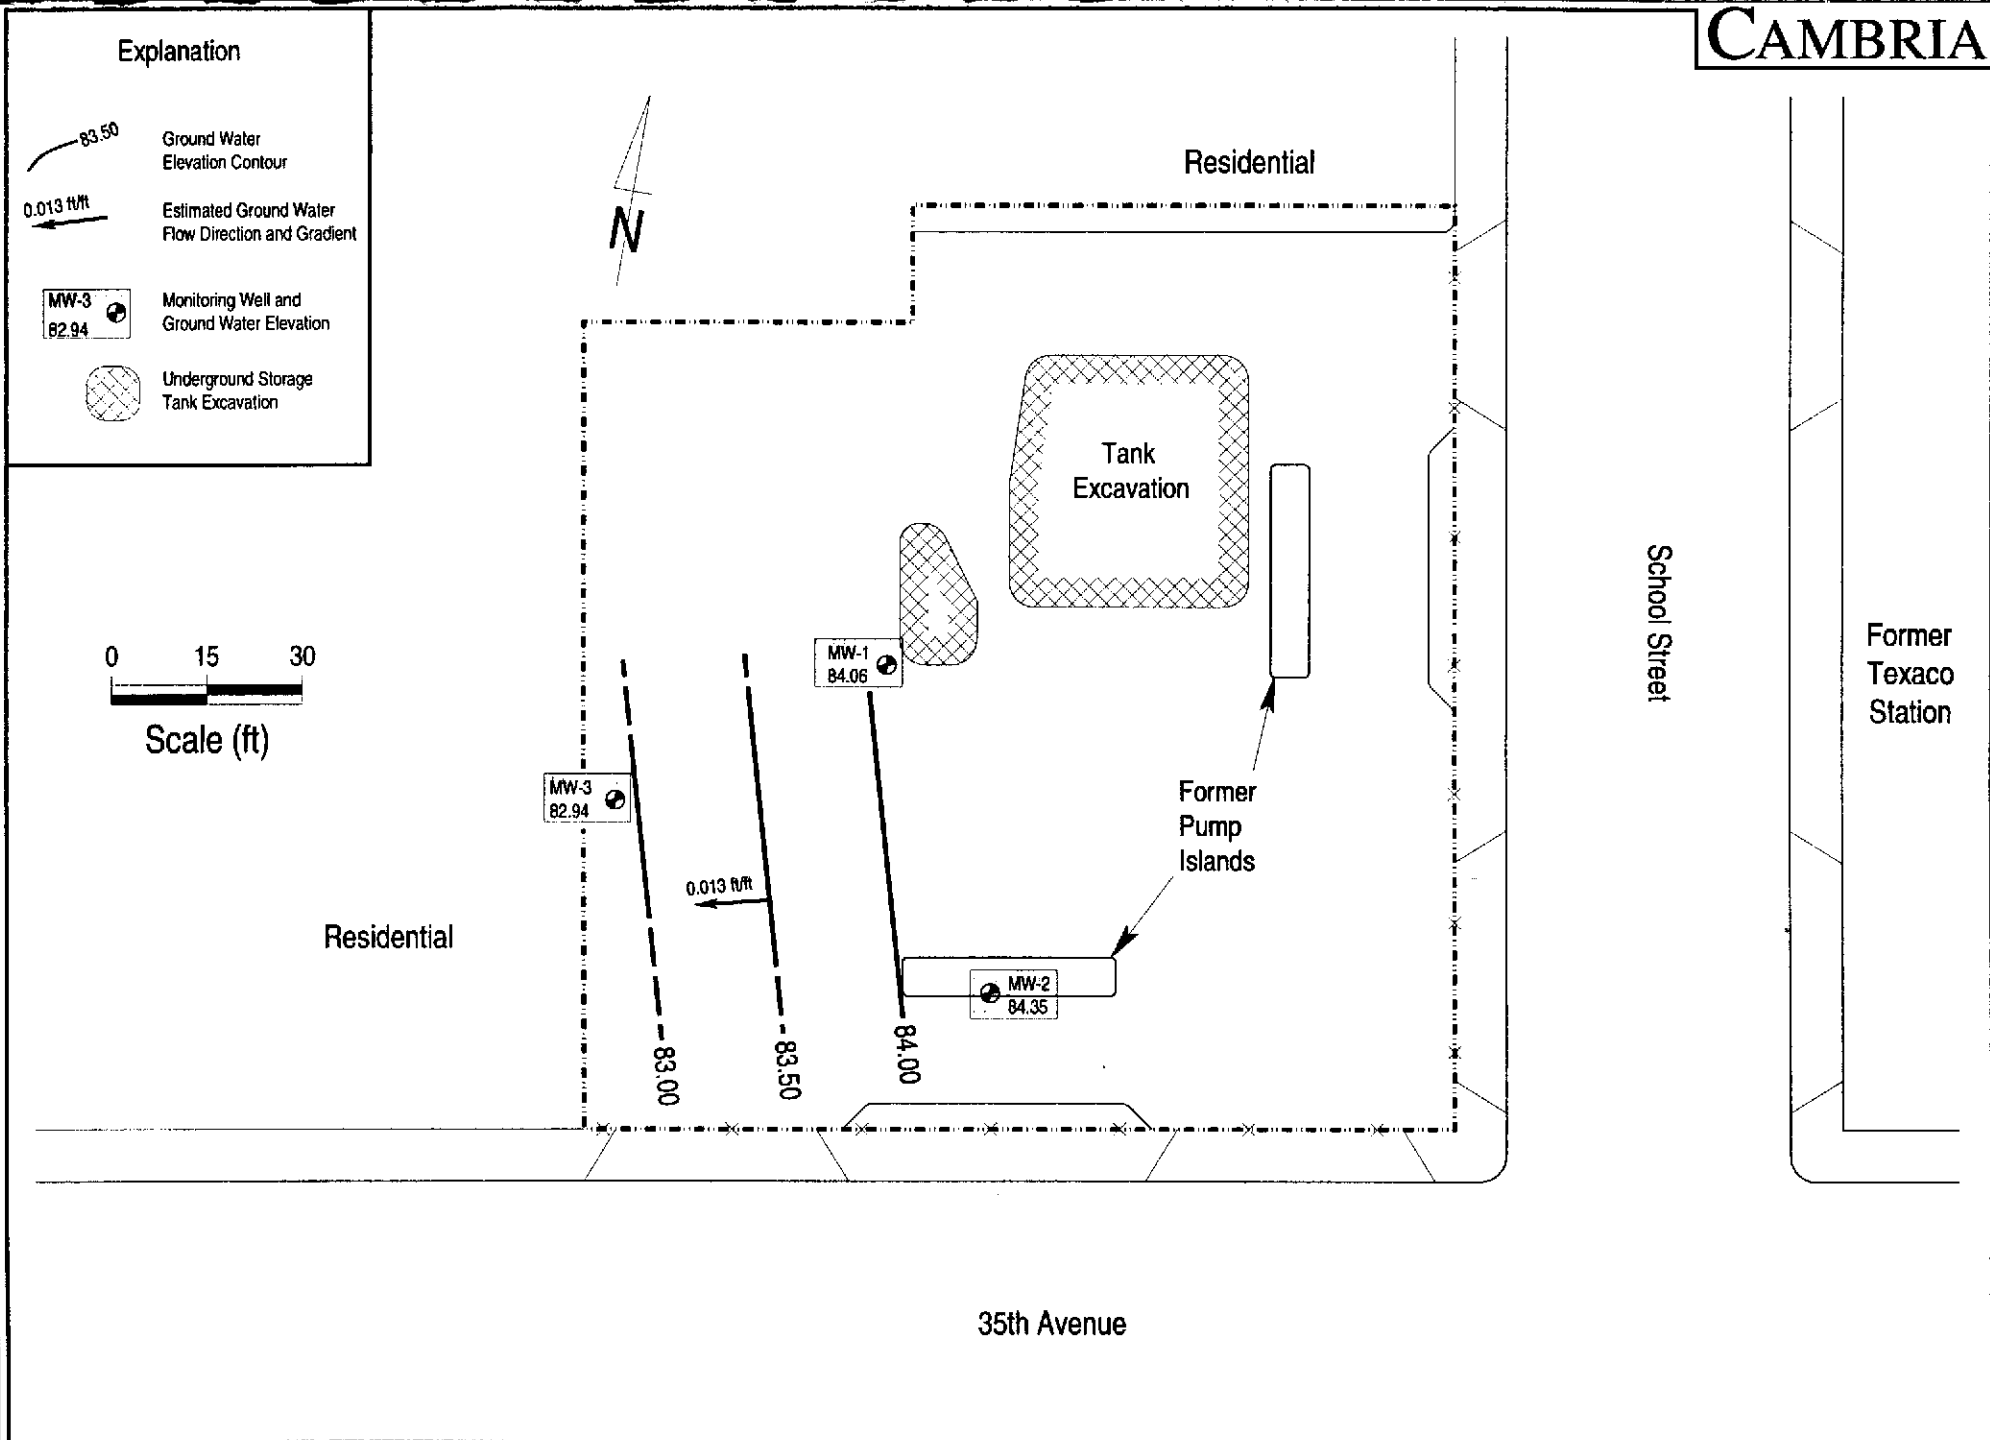 CAMBRIA
Explanation
83.50
Ground Water
Elevation Contour
0.013 ft/ft
Estimated Ground Water
Flow Direction and Gradient
MW-3
82.94
Monitoring Well and
Ground Water Elevation
Underground Storage
Tank Excavation
N
Residential
Tank
Excavation
School Street
Former
Texaco
Station
0 15 30
Scale (ft)
MW-1
84.06
MW-3
82.94
Former
Pump
Islands
0.013 ft/ft
Residential
MW-2
84.35
83.00
83.50
84.00
35th Avenue